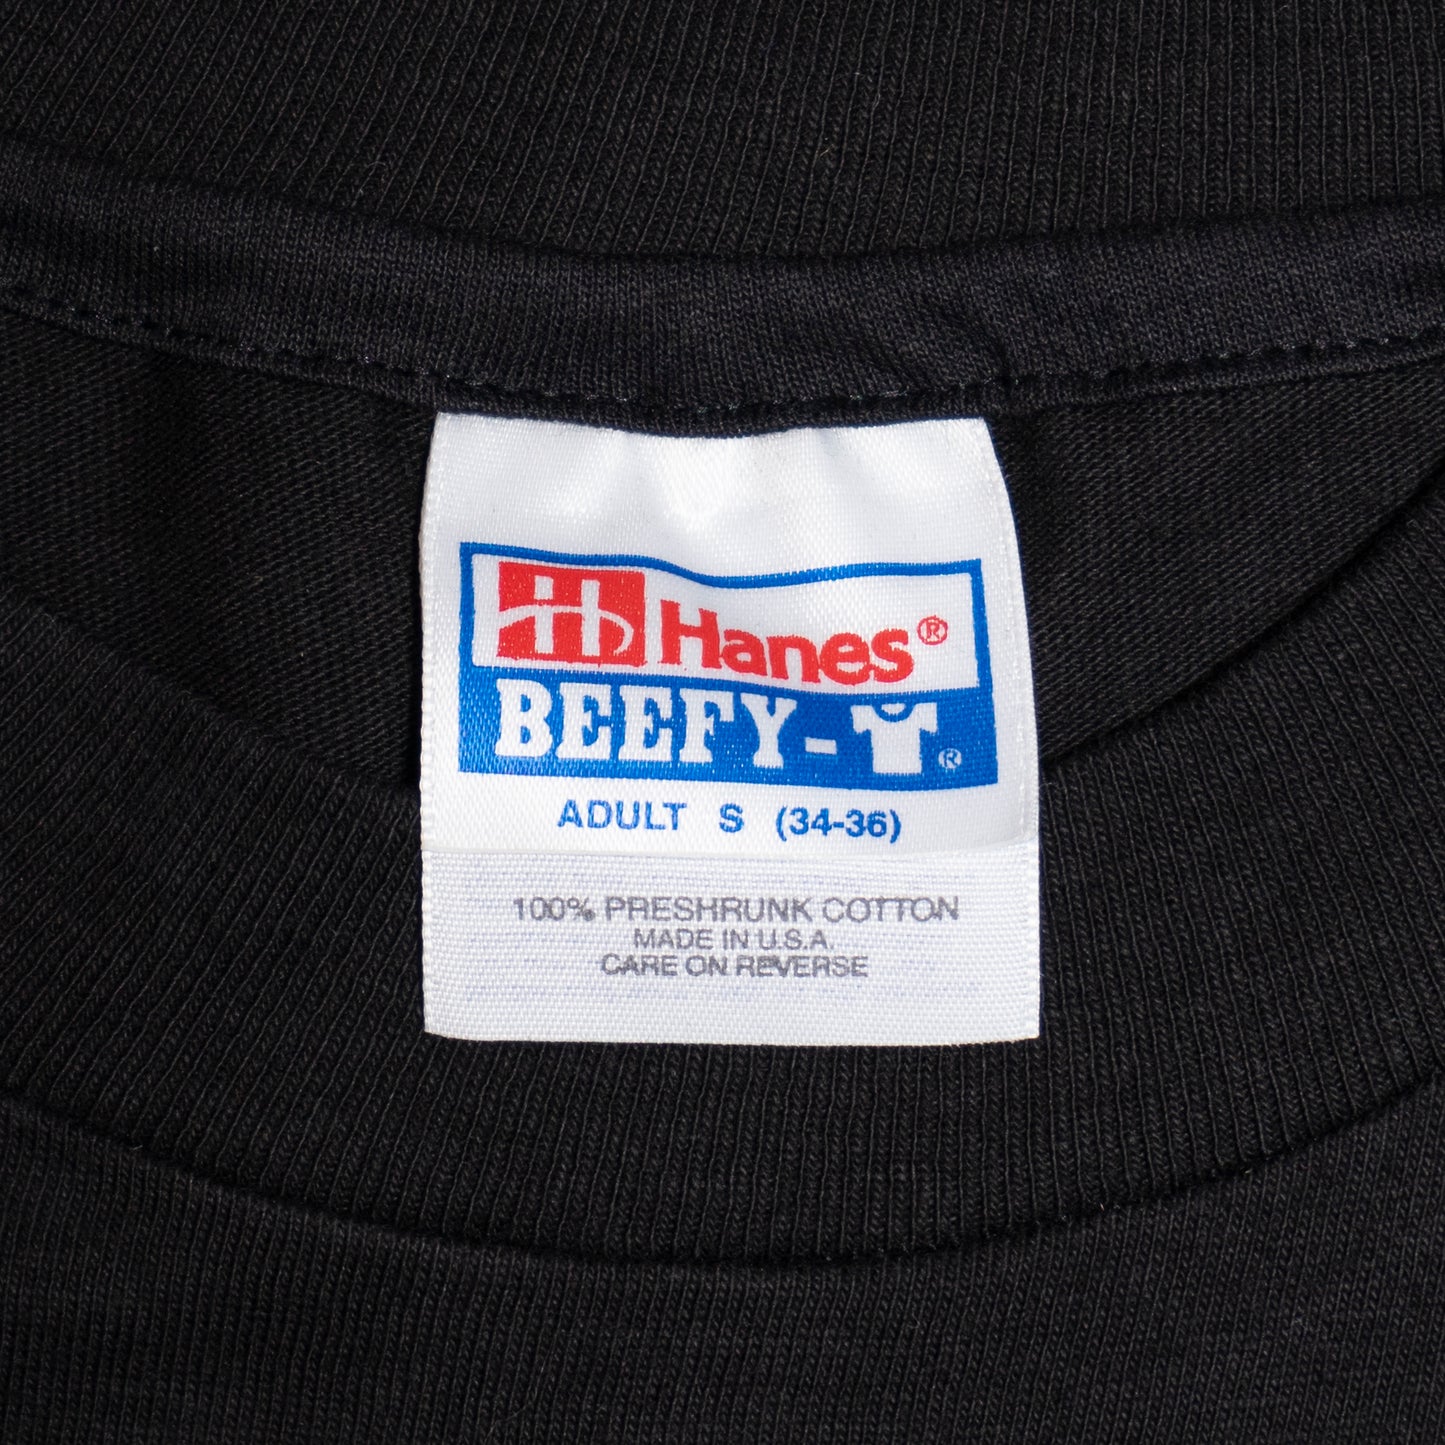 Hanes®
BEEFY-T®
ADULT S (34-36)
100% PRESHRUNK COTTON
MADE IN U.S.A.
CARE ON REVERSE